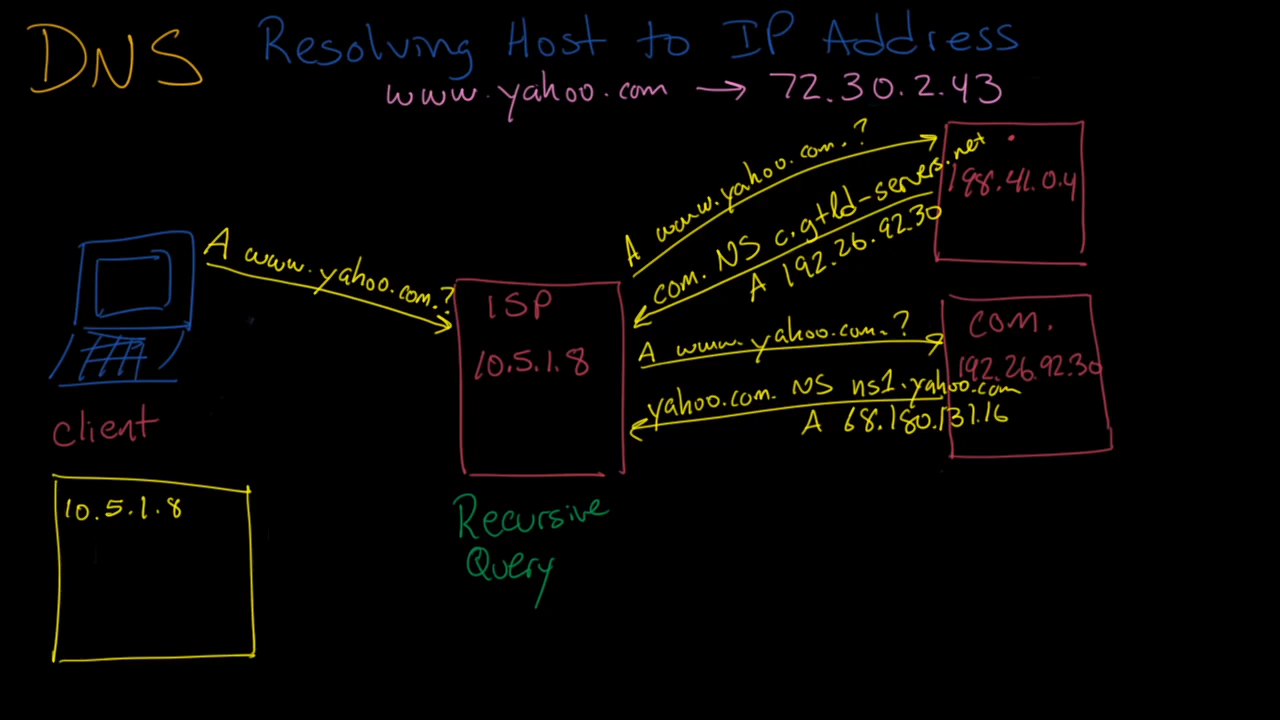 DNS
Resolving Host to IP Address
www.yahoo.com → 72.30.2.43
A www.yahoo.com.?
.
198.41.0.4
com. NS c.gtld-servers.net
A 192.26.92.30
A www.yahoo.com.?
ISP
10.5.1.8
A www.yahoo.com. ?
com.
192.26.92.30
yahoo.com. NS ns1.yahoo.com
A 68.180.131.16
client
10.5.1.8
Recursive
Query